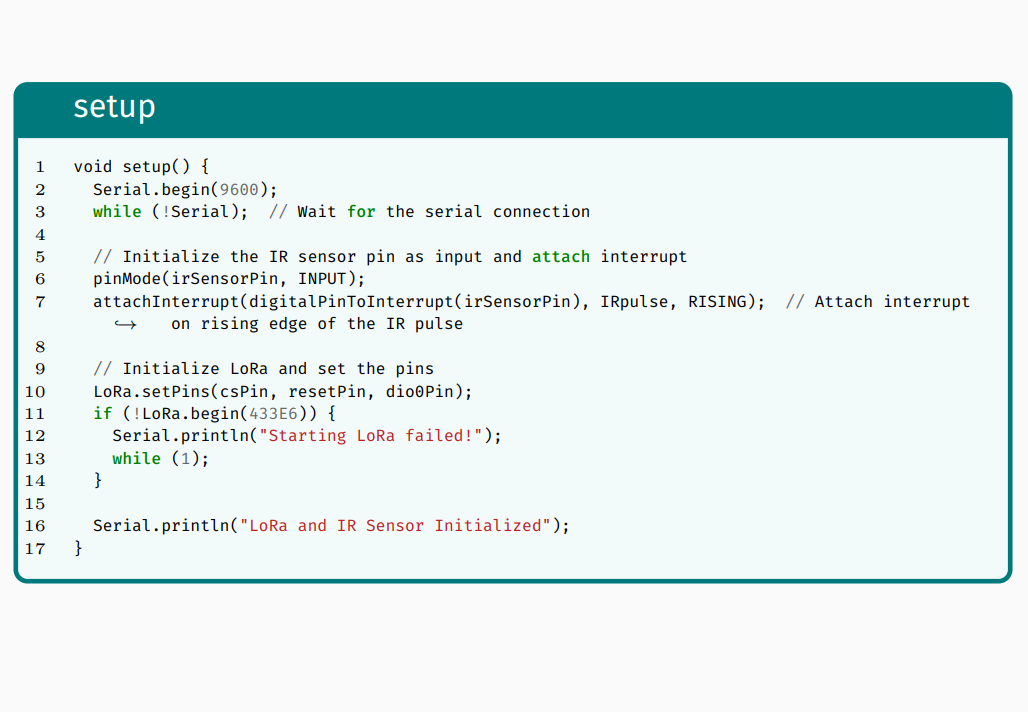 setup
1 void setup() {
2 Serial.begin(9600);
3 while (!Serial); // Wait for the serial connection
4
5 // Initialize the IR sensor pin as input and attach interrupt
6 pinMode(irSensorPin, INPUT);
7 attachInterrupt(digitalPinToInterrupt(irSensorPin), IRpulse, RISING); // Attach interrupt
↪ on rising edge of the IR pulse
8
9 // Initialize LoRa and set the pins
10 LoRa.setPins(csPin, resetPin, dio0Pin);
11 if (!LoRa.begin(433E6)) {
12 Serial.println("Starting LoRa failed!");
13 while (1);
14 }
15
16 Serial.println("LoRa and IR Sensor Initialized");
17 }